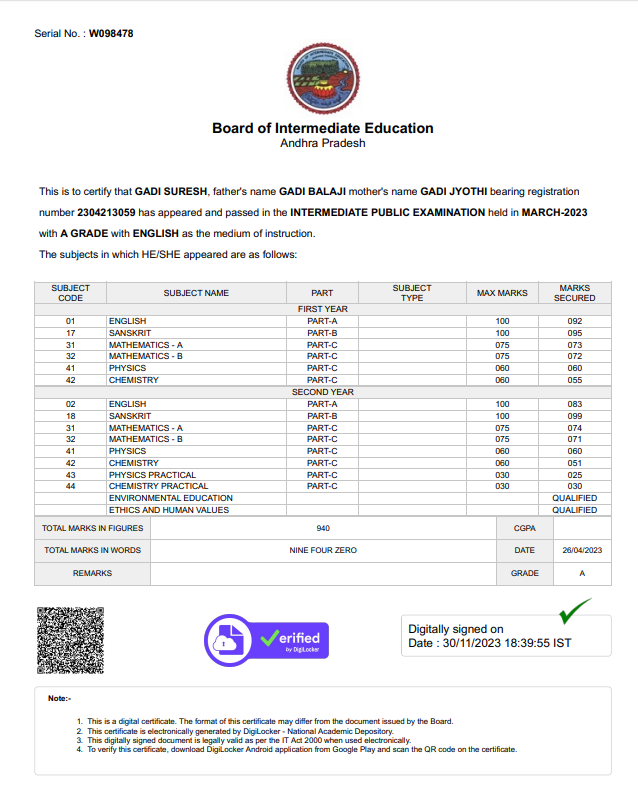 Serial No. : W098478
Board of Intermediate Education
Andhra Pradesh
This is to certify that GADI SURESH, father's name GADI BALAJI mother's name GADI JYOTHI bearing registration
number 2304213059 has appeared and passed in the INTERMEDIATE PUBLIC EXAMINATION held in MARCH-2023
with A GRADE with ENGLISH as the medium of instruction.
The subjects in which HE/SHE appeared are as follows:
SUBJECT CODE SUBJECT NAME PART SUBJECT TYPE MAX MARKS MARKS SECURED
FIRST YEAR
01 ENGLISH PART-A 100 092
17 SANSKRIT PART-B 100 095
31 MATHEMATICS - A PART-C 075 073
32 MATHEMATICS - B PART-C 075 072
41 PHYSICS PART-C 060 060
42 CHEMISTRY PART-C 060 055
SECOND YEAR
02 ENGLISH PART-A 100 083
18 SANSKRIT PART-B 100 099
31 MATHEMATICS - A PART-C 075 074
32 MATHEMATICS - B PART-C 075 071
41 PHYSICS PART-C 060 060
42 CHEMISTRY PART-C 060 051
43 PHYSICS PRACTICAL PART-C 030 025
44 CHEMISTRY PRACTICAL PART-C 030 030
ENVIRONMENTAL EDUCATION QUALIFIED
ETHICS AND HUMAN VALUES QUALIFIED
TOTAL MARKS IN FIGURES 940 CGPA
TOTAL MARKS IN WORDS NINE FOUR ZERO DATE 26/04/2023
REMARKS GRADE A
erified
by DigiLocker
Digitally signed on
Date : 30/11/2023 18:39:55 IST
Note:-
1. This is a digital certificate. The format of this certificate may differ from the document issued by the Board.
2. This certificate is electronically generated by DigiLocker - National Academic Depository.
3. This digitally signed document is legally valid as per the IT Act 2000 when used electronically.
4. To verify this certificate, download DigiLocker Android application from Google Play and scan the QR code on the certificate.